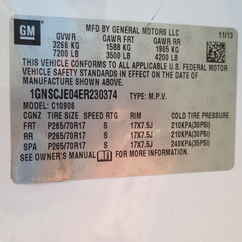 GM
MFD BY GENERAL MOTORS LLC
11/13
GVWR GAWR FRT GAWR RR
3266 KG 1588 KG 1905 KG
7200 LB 3500 LB 4200 LB
THIS VEHICLE CONFORMS TO ALL APPLICABLE U.S. FEDERAL MOTOR
VEHICLE SAFETY STANDARDS IN EFFECT ON THE DATE OF
MANUFACTURE SHOWN ABOVE.
1GNSCJE04ER230374 TYPE: M.P.V.
MODEL: C10906
CGNZ TIRE SIZE SPEED RTG RIM COLD TIRE PRESSURE
FRT P265/70R17 S 17X7.5J 210KPA(30PSI)
RR P265/70R17 S 17X7.5J 210KPA(30PSI)
SPA P265/70R17 S 17X7.5J 240KPA(35PSI)
SEE OWNER'S MANUAL FOR MORE INFORMATION.